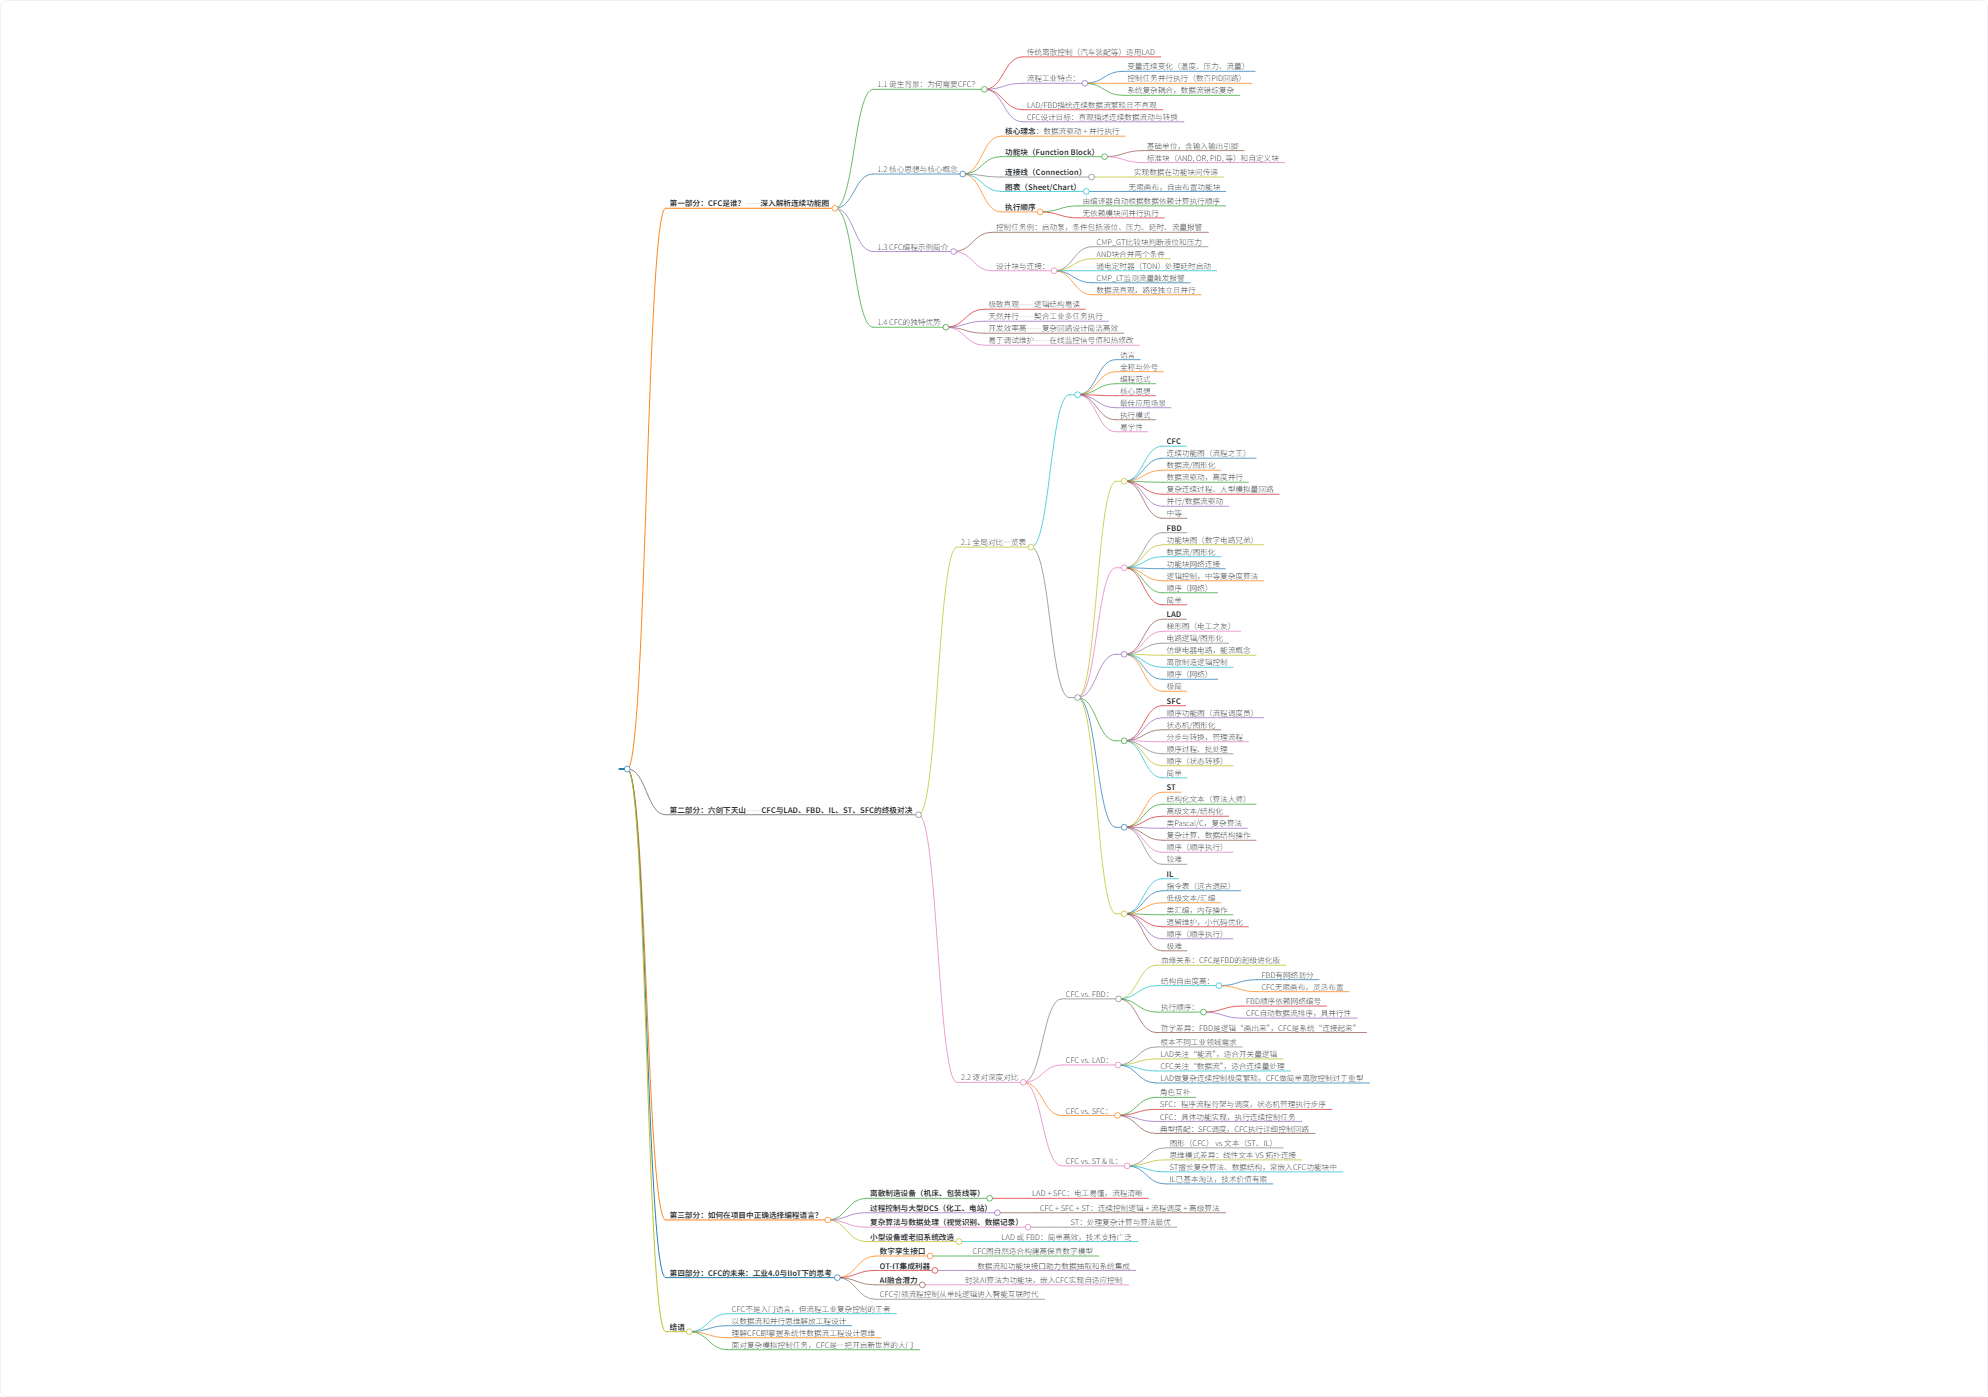 传统离散控制（汽车装配等）适用LAD
变量连续变化（温度、压力、流量）
流程工业特点：
控制任务并行执行（数百PID回路）
1.1 诞生背景：为何需要CFC？
系统复杂耦合，数据流错综复杂
LAD/FBD描绘连续数据流繁琐且不直观
CFC设计目标：直观描述连续数据流动与转换
核心理念：数据流驱动 + 并行执行
基础单位，含输入输出引脚
功能块（Function Block）
标准块（AND, OR, PID, 等）和自定义块
1.2 核心思想与核心概念
连接线（Connection）
实现数据在功能块间传递
图表（Sheet/Chart）
无限画布，自由布置功能块
由编译器自动根据数据依赖计算执行顺序
执行顺序
无依赖模块间并行执行
第一部分：CFC是谁？——深入解析连续功能图
控制任务例：启动泵，条件包括液位、压力、延时、流量报警
1.3 CFC编程示例简介
CMP_GT比较块判断液位和压力
AND块合并两个条件
设计块与连接：
通电定时器（TON）处理延时启动
CMP_LT监测流量触发报警
数据流直观，路径独立且并行
极致直观——逻辑结构易读
天然并行——契合工业多任务执行
1.4 CFC的独特优势
开发效率高——复杂回路设计简洁高效
易于调试维护——在线监控信号值和热修改
语言
全称与外号
编程范式
核心思想
最佳应用场景
执行模式
易学性
CFC
连续功能图（流程之王）
数据流/图形化
数据流驱动，高度并行
复杂连续过程、大型模拟量回路
并行/数据流驱动
中等
FBD
功能块图（数字电路兄弟）
2.1 全局对比一览表
数据流/图形化
功能块网络连接
逻辑控制，中等复杂度算法
顺序（网络）
简单
LAD
梯形图（电工之友）
电路逻辑/图形化
仿继电器电路，能流概念
离散制造逻辑控制
顺序（网络）
极简
SFC
顺序功能图（流程调度员）
状态机/图形化
分步与转换，管理流程
顺序过程、批处理
顺序（状态转移）
简单
ST
结构化文本（算法大师）
第二部分：六剑下天山——CFC与LAD、FBD、IL、ST、SFC的终极对决
高级文本/结构化
类Pascal/C，复杂算法
复杂计算、数据结构操作
顺序（顺序执行）
较难
IL
指令表（远古遗民）
低级文本/汇编
类汇编，内存操作
遗留维护，小代码优化
顺序（顺序执行）
极难
血缘关系：CFC是FBD的超级进化版
FBD有网络划分
结构自由度高：
CFC无限画布，灵活布置
CFC vs. FBD：
FBD顺序依赖网络编号
执行顺序：
CFC自动数据流排序，具并行性
哲学差异：FBD是逻辑“画出来”，CFC是系统“连接起来”
根本不同工业领域需求
LAD关注“能流”，适合开关量逻辑
CFC vs. LAD：
CFC关注“数据流”，适合连续量处理
LAD做复杂连续控制极度繁琐，CFC做简单离散控制过于重型
2.2 逐对深度对比
角色互补
SFC：程序流程骨架与调度，状态机管理执行步序
CFC vs. SFC：
CFC：具体功能实现，执行连续控制任务
典型搭配：SFC调度，CFC执行详细控制回路
图形（CFC） vs 文本（ST、IL）
思维模式差异：线性文本 VS 拓扑连接
CFC vs. ST & IL：
ST擅长复杂算法、数据结构，常嵌入CFC功能块中
IL已基本淘汰，技术价值有限
离散制造设备（机床、包装线等）
LAD + SFC：电工易懂，流程清晰
过程控制与大型DCS（化工、电站）
CFC + SFC + ST：连续控制逻辑 + 流程调度 + 高级算法
第三部分：如何在项目中正确选择编程语言？
复杂算法与数据处理（视觉识别、数据记录）
ST：处理复杂计算与算法最优
小型设备或老旧系统改造
LAD 或 FBD：简单高效，技术支持广泛
数字孪生接口
CFC图自然适合构建高保真数字模型
OT-IT集成利器
数据流和功能块接口助力数据抽取和系统集成
第四部分：CFC的未来：工业4.0与IIoT下的思考
AI融合潜力
封装AI算法为功能块，嵌入CFC实现自适应控制
CFC引领流程控制从单纯逻辑进入智能互联时代
CFC不是入门语言，但流程工业复杂控制的王者
以数据流和并行思维解放工程设计
结语
理解CFC即掌握系统性数据流工程设计思维
面对复杂模拟控制任务，CFC是一把开启新世界的大门